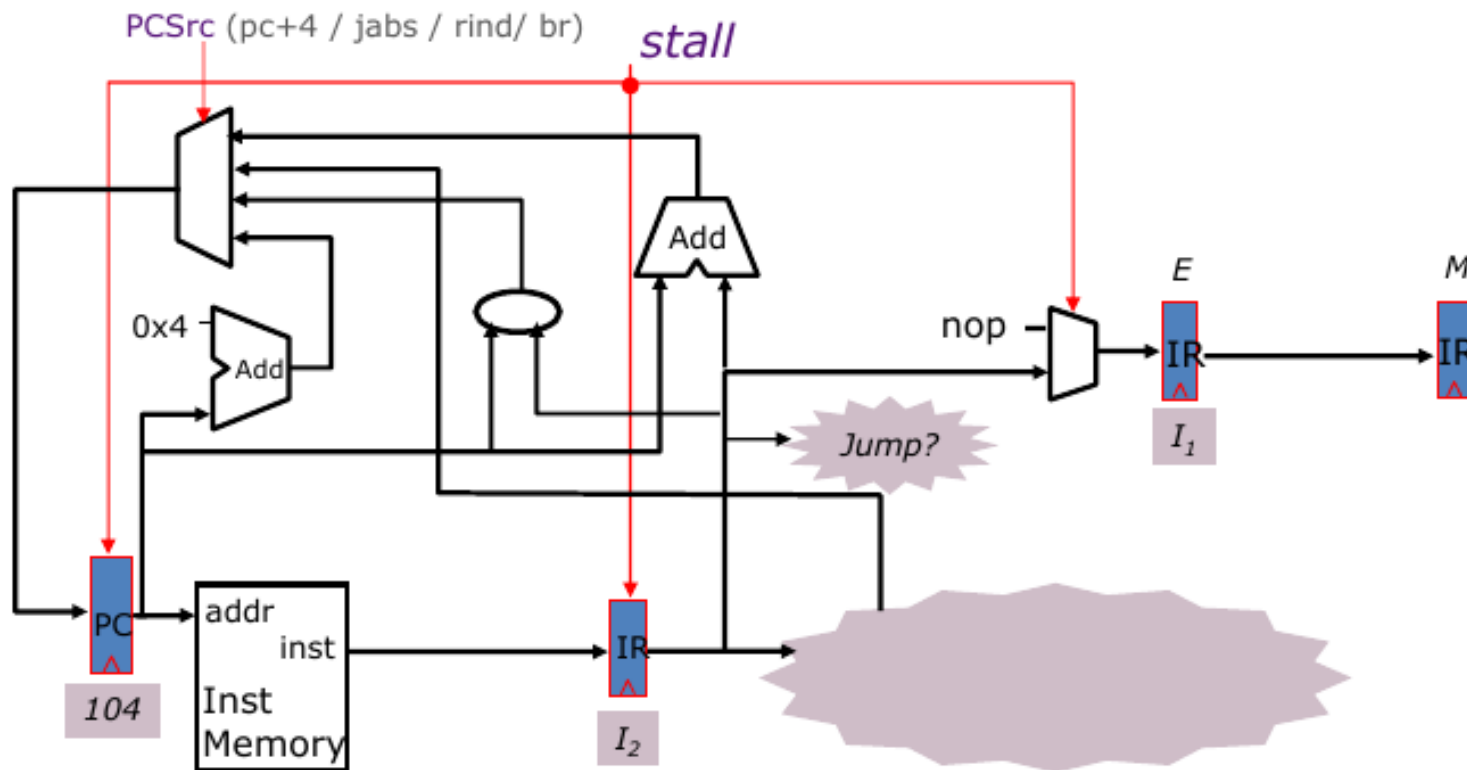 PCSrc (pc+4 / jabs / rind/ br)
stall
Add
E
M
0x4
Add
nop
IR
IR
I1
Jump?
PC
addr
inst
IR
Inst
Memory
104
I2